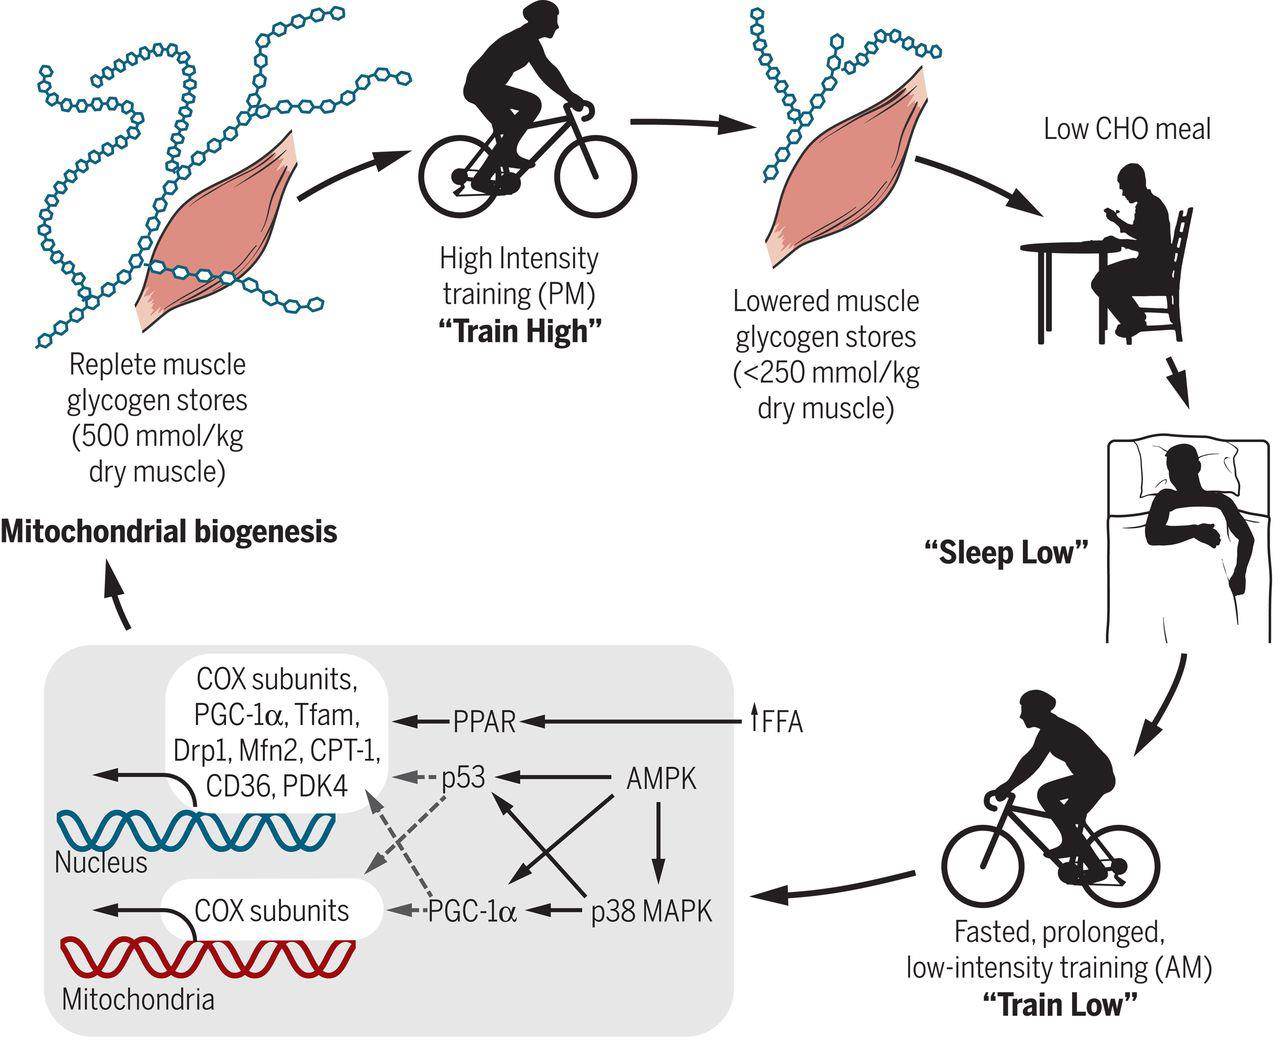 Low CHO meal
High Intensity
training (PM)
“Train High”
Lowered muscle
glycogen stores
(<250 mmol/kg
dry muscle)
Replete muscle
glycogen stores
(500 mmol/kg
dry muscle)
Mitochondrial biogenesis
“Sleep Low”
COX subunits,
PGC-1α, Tfam,
Drp1, Mfn2, CPT-1,
CD36, PDK4
PPAR
↑FFA
p53
AMPK
Nucleus
COX subunits
PGC-1α
p38 MAPK
Mitochondria
Fasted, prolonged,
low-intensity training (AM)
“Train Low”